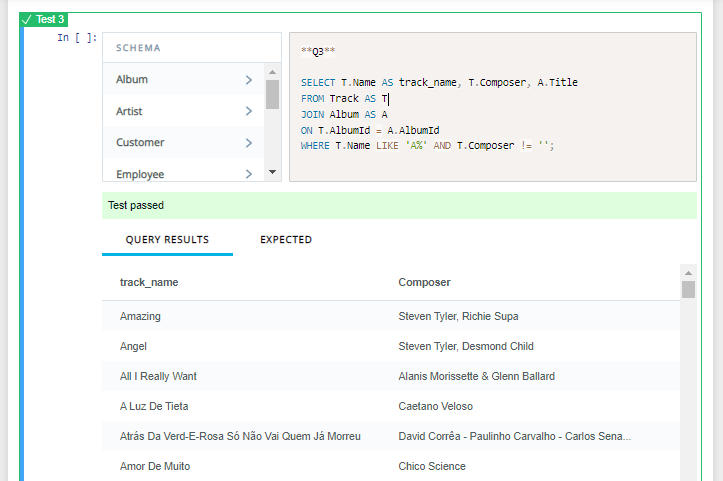 Test 3
In [ ]:
SCHEMA
Album
Artist
Customer
Employee
**Q3**
SELECT T.Name AS track_name, T.Composer, A.Title
FROM Track AS T
JOIN Album AS A
ON T.AlbumId = A.AlbumId
WHERE T.Name LIKE 'A%' AND T.Composer != '';
Test passed
QUERY RESULTS EXPECTED
track_name Composer
Amazing Steven Tyler, Richie Supa
Angel Steven Tyler, Desmond Child
All I Really Want Alanis Morissette & Glenn Ballard
A Luz De Tieta Caetano Veloso
Atrás Da Verd-E-Rosa Só Não Vai Quem Já Morreu David Corrêa - Paulinho Carvalho - Carlos Sena...
Amor De Muito Chico Science